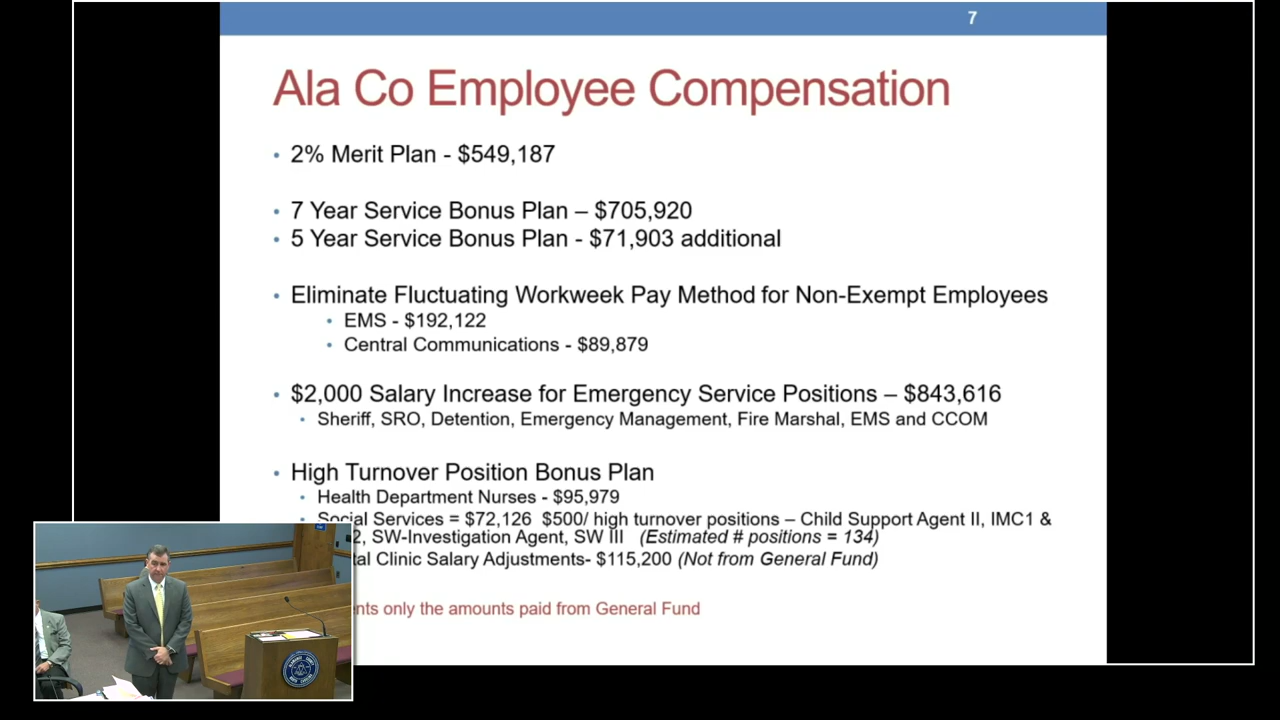 7
Ala Co Employee Compensation
• 2% Merit Plan - $549,187
• 7 Year Service Bonus Plan – $705,920
• 5 Year Service Bonus Plan - $71,903 additional
• Eliminate Fluctuating Workweek Pay Method for Non-Exempt Employees
• EMS - $192,122
• Central Communications - $89,879
• $2,000 Salary Increase for Emergency Service Positions – $843,616
• Sheriff, SRO, Detention, Emergency Management, Fire Marshal, EMS and CCOM
• High Turnover Position Bonus Plan
• Health Department Nurses - $95,979
• Social Services = $72,126 $500/ high turnover positions – Child Support Agent II, IMC1 &
2, SW-Investigation Agent, SW III (Estimated # positions = 134)
Clinic Salary Adjustments- $115,200 (Not from General Fund)
only the amounts paid from General Fund